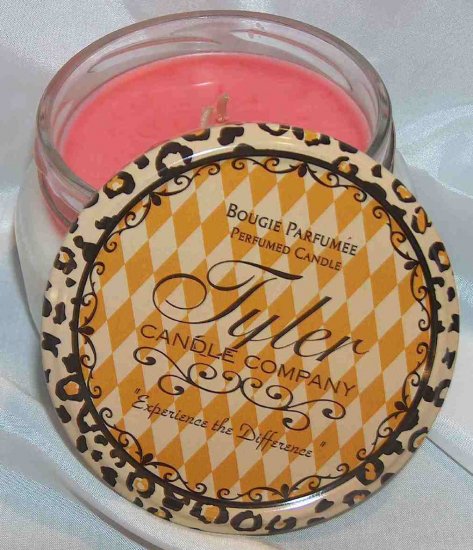 BOUGIE PARFUMÉE
PERFUMED CANDLE
Tyler
CANDLE COMPANY
"Experience the Difference"